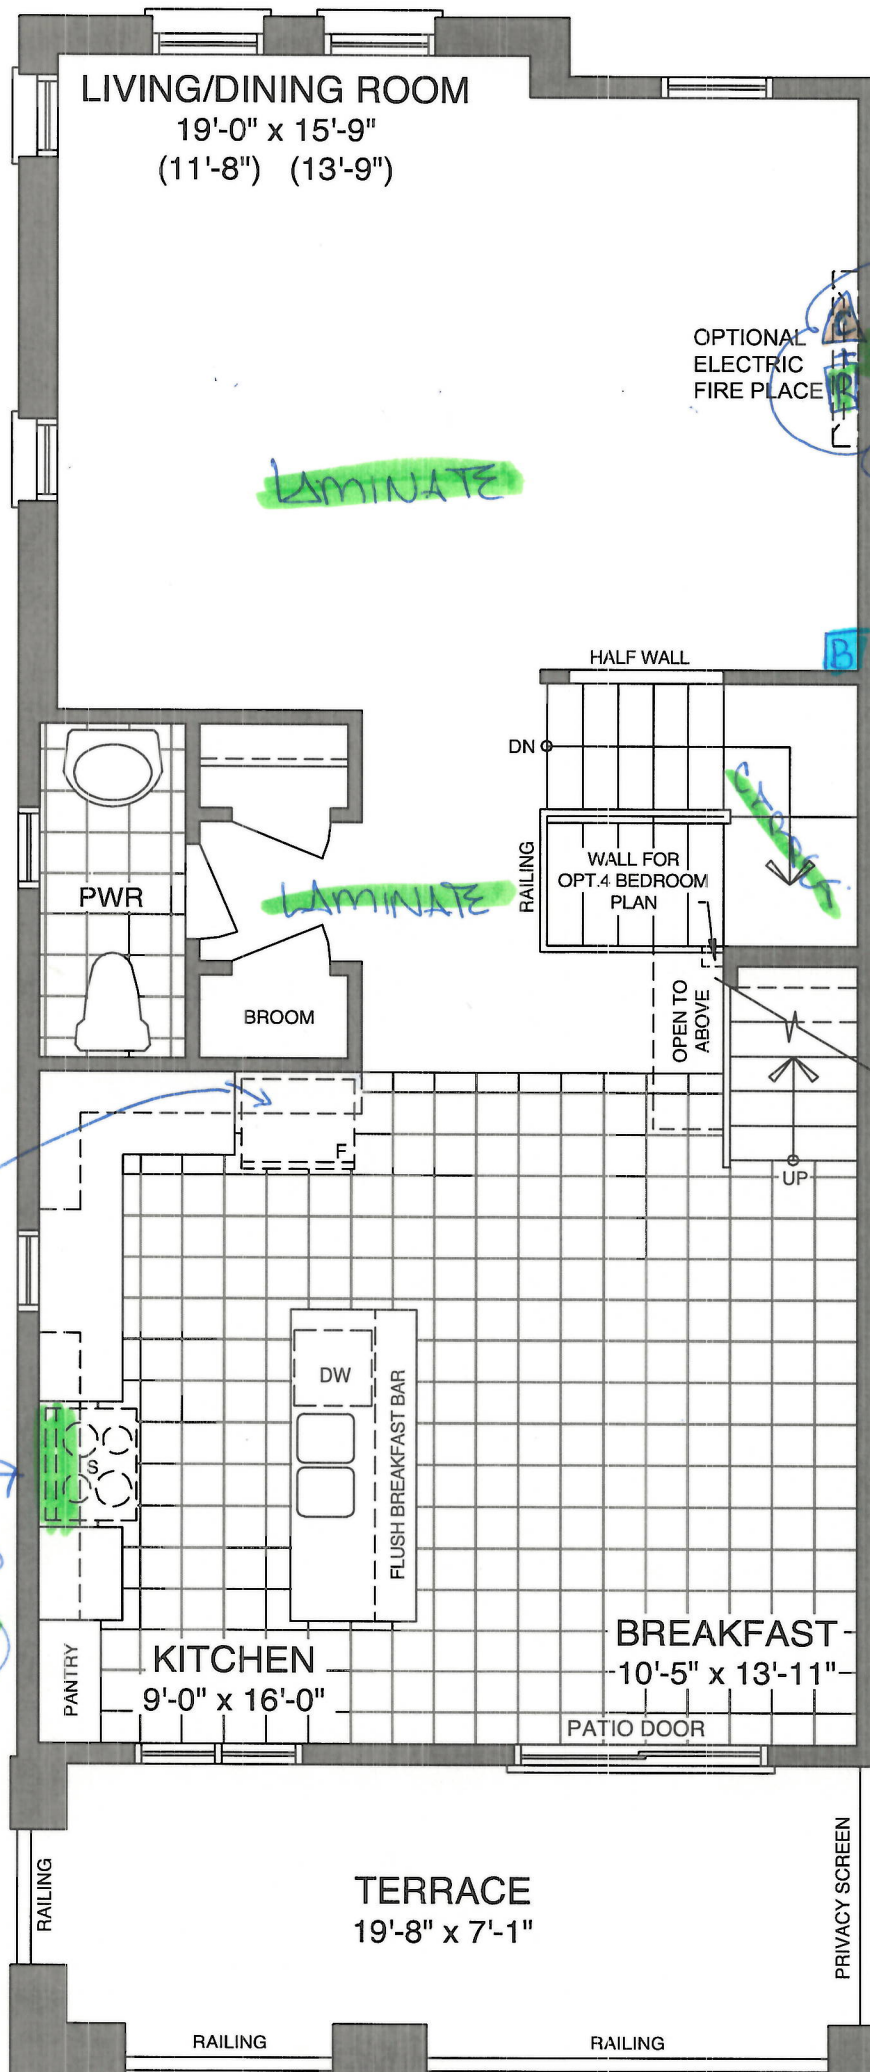 LIVING/DINING ROOM
19'-0" x 15'-9"
(11'-8") (13'-9")
OPTIONAL
ELECTRIC
FIRE PLACE
C
+
R
LAMINATE
B
HALF WALL
DN
CARPET
RAILING
WALL FOR
OPT.4 BEDROOM
PLAN
PWR
LAMINATE
BROOM
OPEN TO
ABOVE
F
UP
DW
FLUSH BREAKFAST BAR
S
PANTRY
KITCHEN
9'-0" x 16'-0"
BREAKFAST
10'-5" x 13'-11"
PATIO DOOR
RAILING
TERRACE
19'-8" x 7'-1"
PRIVACY SCREEN
RAILING
RAILING